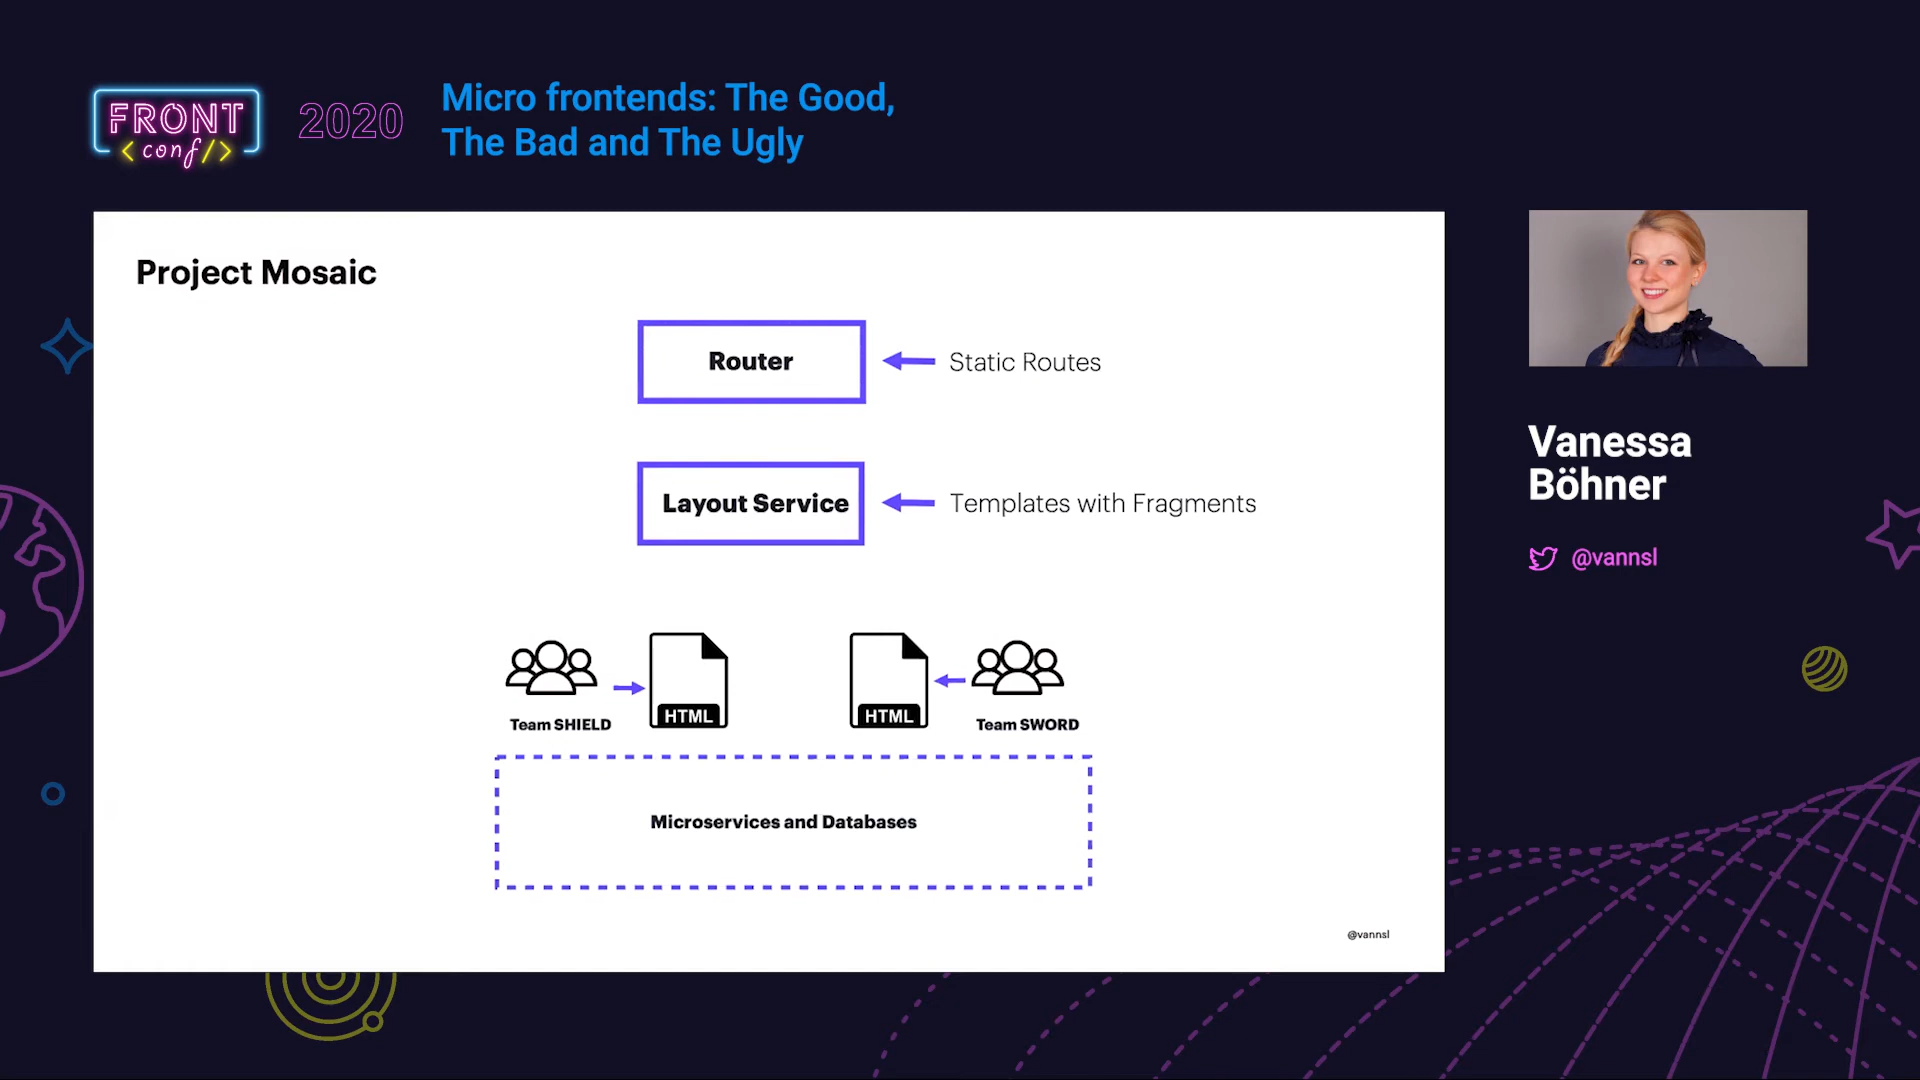 FRONT
< conf/>
2020
Micro frontends: The Good,
The Bad and The Ugly
Project Mosaic
Router
Static Routes
Layout Service
Templates with Fragments
HTML
HTML
Team SHIELD
Team SWORD
Microservices and Databases
@vannsl
Vanessa
Böhner
@vannsl